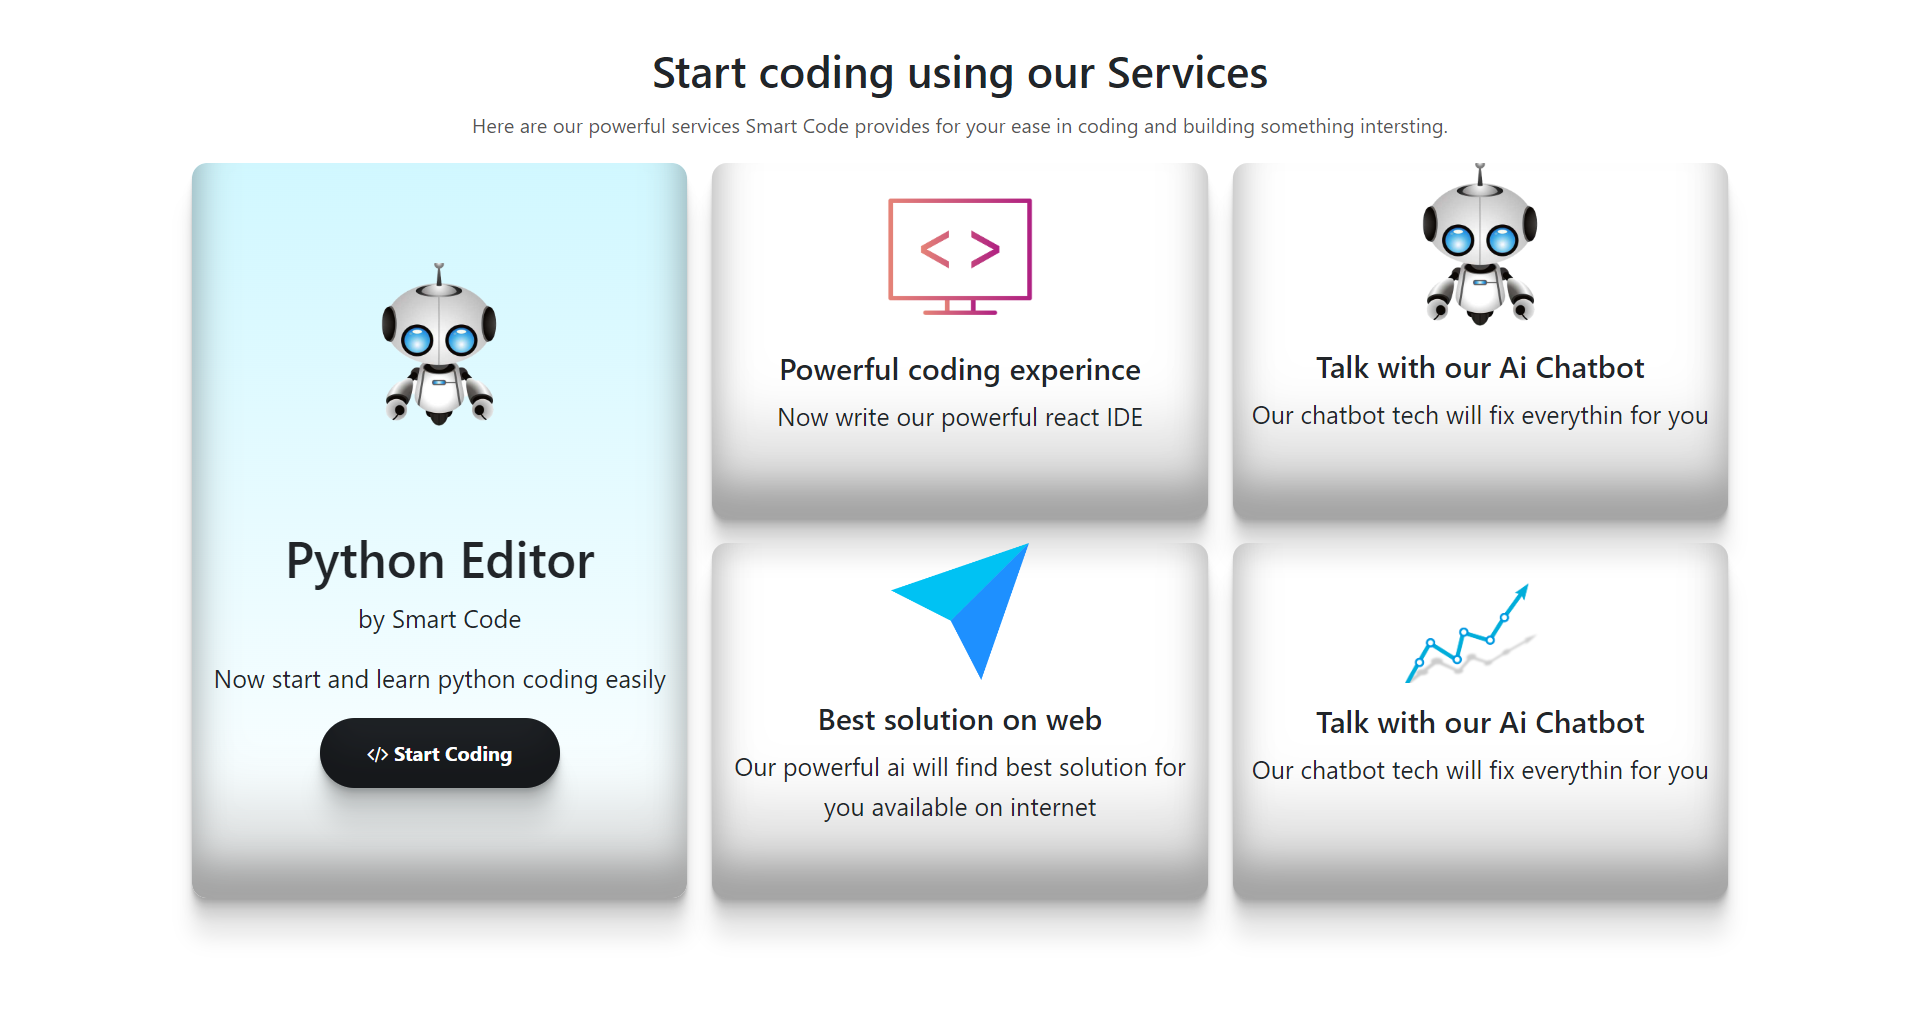 Start coding using our Services
Here are our powerful services Smart Code provides for your ease in coding and building something intersting.
Python Editor
by Smart Code
Now start and learn python coding easily
</> Start Coding
< >
Powerful coding experince
Now write our powerful react IDE
Talk with our Ai Chatbot
Our chatbot tech will fix everythin for you
Best solution on web
Our powerful ai will find best solution for
you available on internet
Talk with our Ai Chatbot
Our chatbot tech will fix everythin for you